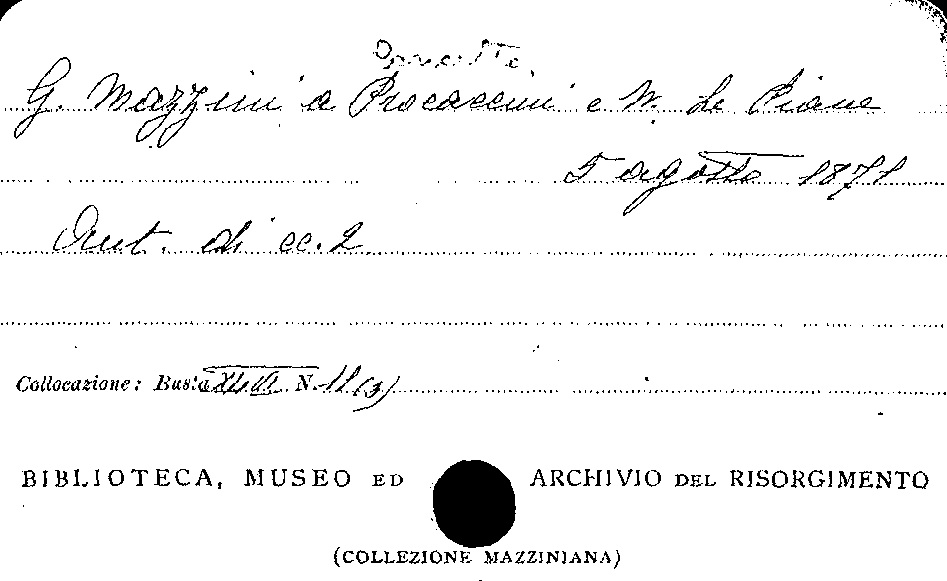 G. Mazzini a Procaccini e N. Le Piane
5 agosto 1871
Aut. di cc. 2
Collocazione: Busta XLVI N. 11 (3)
BIBLIOTECA, MUSEO ED ARCHIVIO DEL RISORGIMENTO
(COLLEZIONE MAZZINIANA)